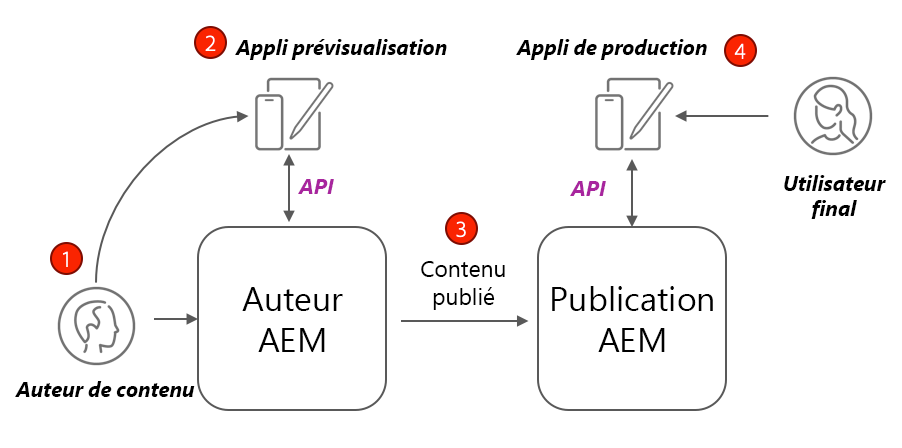 2
Appli prévisualisation
Appli de production
4
API
API
Utilisateur
final
1
3
Contenu
publié
Auteur
AEM
Publication
AEM
Auteur de contenu